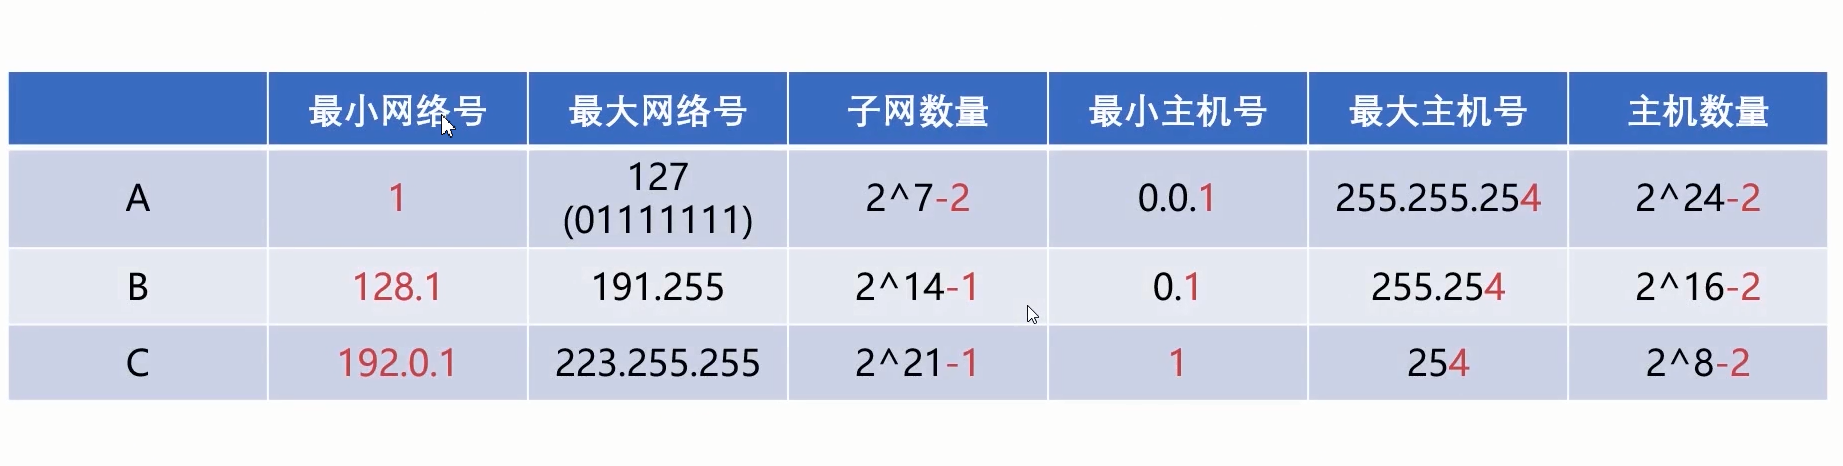 最小网络号 最大网络号 子网数量 最小主机号 最大主机号 主机数量
A 1 127 (01111111) 2^7-2 0.0.1 255.255.254 2^24-2
B 128.1 191.255 2^14-1 0.1 255.254 2^16-2
C 192.0.1 223.255.255 2^21-1 1 254 2^8-2